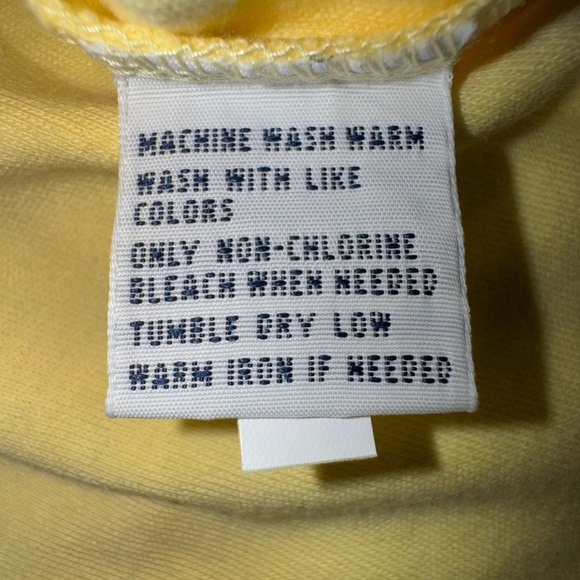 MACHINE WASH WARM
WASH WITH LIKE
COLORS
ONLY NON-CHLORINE
BLEACH WHEN NEEDED
TUMBLE DRY LOW
WARM IRON IF NEEDED